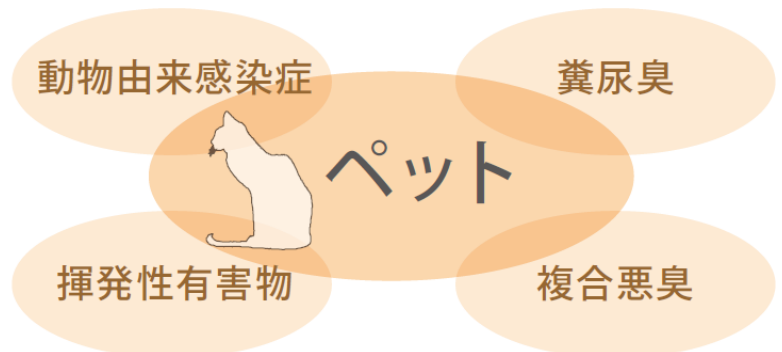 動物由来感染症
糞尿臭
ペット
揮発性有害物
複合悪臭